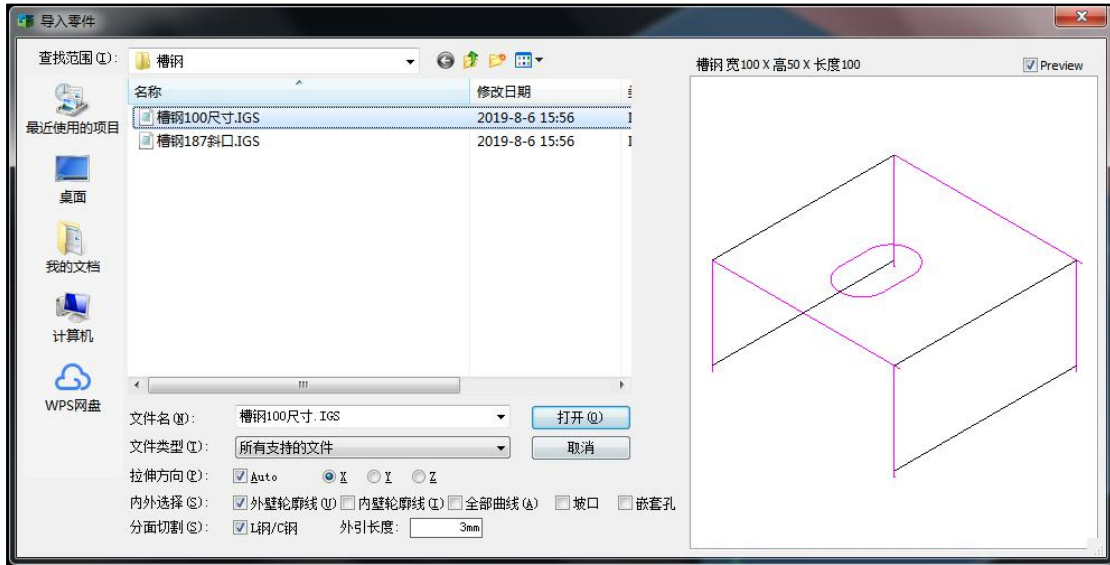 导入零件
查找范围(I): 槽钢
槽钢 宽100 X 高50 X 长度100
Preview
名称 修改日期
槽钢100尺寸.IGS 2019-8-6 15:56
槽钢187斜口.IGS 2019-8-6 15:56
最近使用的项目
桌面
我的文档
计算机
WPS网盘
文件名(N): 槽钢100尺寸.IGS 打开(O)
文件类型(T): 所有支持的文件 取消
拉伸方向(P): Auto X Y Z
内外选择(S): 外壁轮廓线(U) 内壁轮廓线(I) 全部曲线(A) 坡口 嵌套孔
分面切割(S): L钢/C钢 外引长度: 3mm